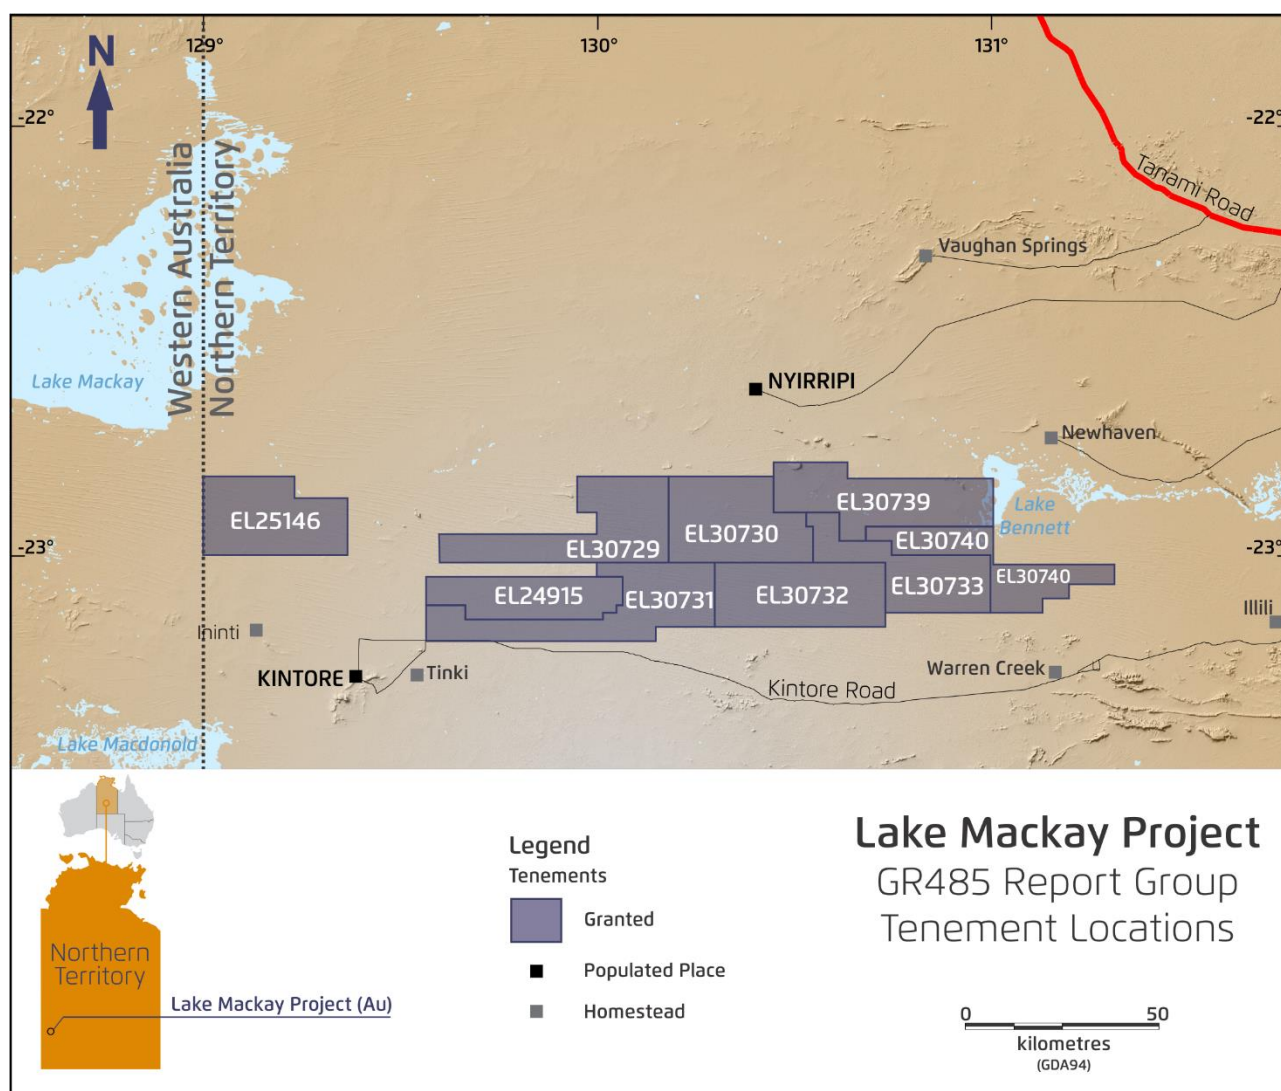 129°
130°
131°
N
-22°
-22°
Tanami Road
Western Australia
Northern Territory
Vaughan Springs
Lake Mackay
NYIRRIPI
Newhaven
EL25146
EL30739
Lake
Bennett
EL30730
EL30729
EL30740
-23°
-23°
EL24915
EL30731
EL30732
EL30733
EL30740
Illili
Ininti
KINTORE
Tinki
Warren Creek
Kintore Road
Lake Macdonold
Northern
Territory
Lake Mackay Project (Au)
Legend
Tenements
Granted
Populated Place
Homestead
Lake Mackay Project
GR485 Report Group
Tenement Locations
0 50
kilometres
(GDA94)